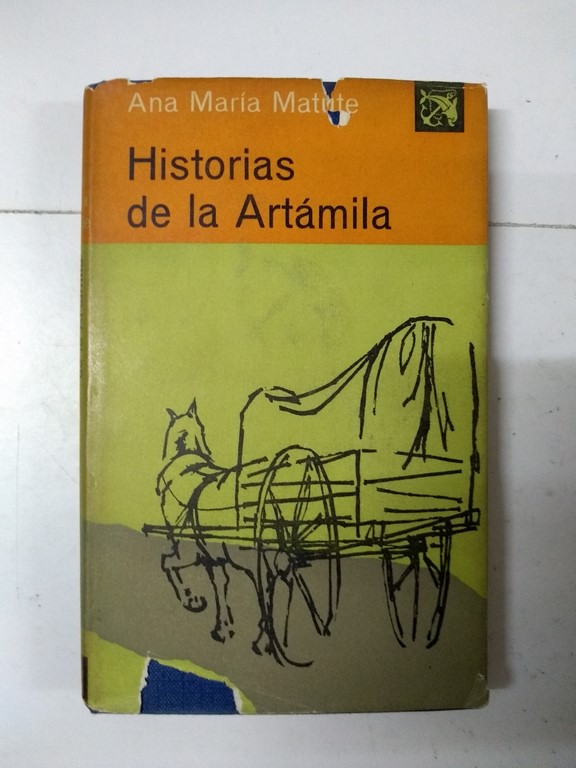 Ana María Matute
Historias
de la Artámila